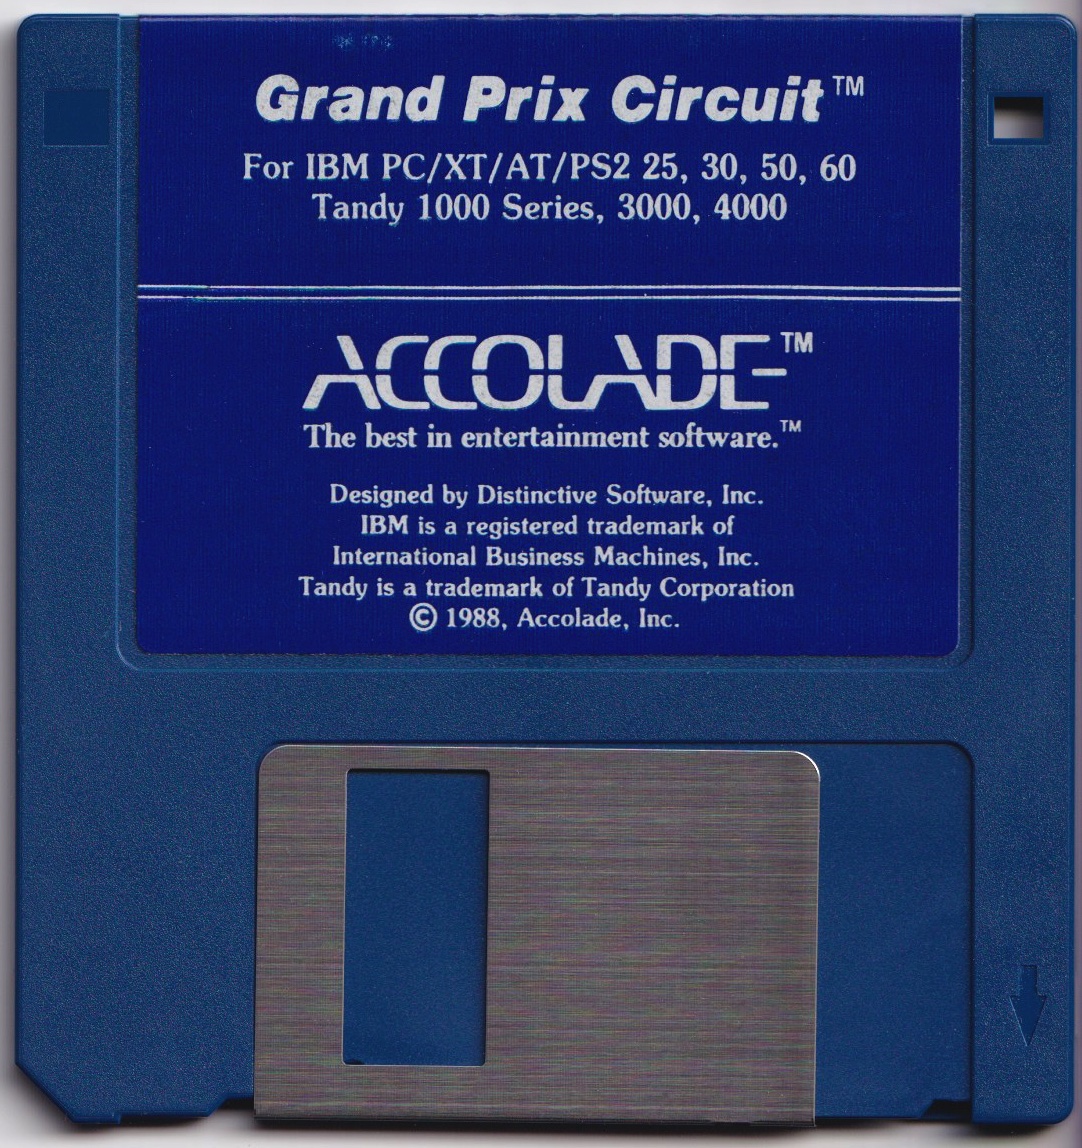 Grand Prix Circuit™
For IBM PC/XT/AT/PS2 25, 30, 50, 60
Tandy 1000 Series, 3000, 4000
ACCOLADE™
The best in entertainment software.™
Designed by Distinctive Software, Inc.
IBM is a registered trademark of
International Business Machines, Inc.
Tandy is a trademark of Tandy Corporation
© 1988, Accolade, Inc.